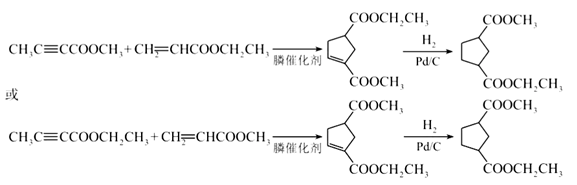 COOCH₂CH₃ COOCH₃
CH₃C≡CCOOCH₃+CH₂=CHCOOCH₂CH₃ 膦催化剂 H₂ Pd/C
COOCH₃ COOCH₂CH₃
或
COOCH₃ COOCH₃
CH₃C≡CCOOCH₂CH₃+CH₂=CHCOOCH₃ 膦催化剂 H₂ Pd/C
COOCH₂CH₃ COOCH₂CH₃